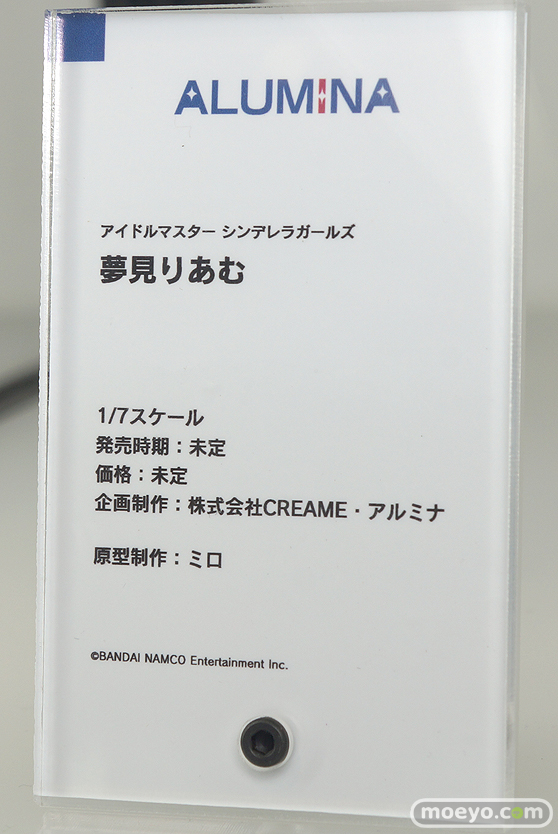 ALUMINA
アイドルマスター シンデレラガールズ
夢見りあむ
1/7スケール
発売時期：未定
価格：未定
企画制作：株式会社CREAME・アルミナ
原型制作：ミロ
©BANDAI NAMCO Entertainment Inc.
moeyo.com